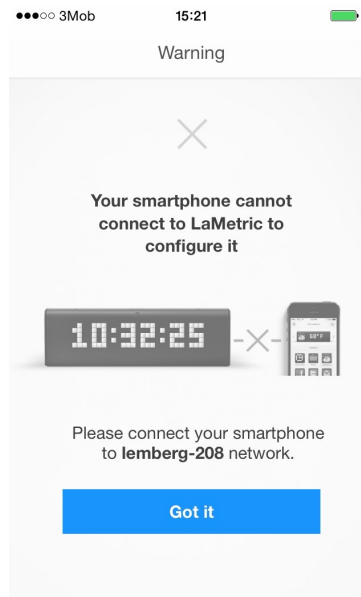 3Mob 15:21
Warning
Your smartphone cannot
connect to LaMetric to
configure it
10:32:25
Please connect your smartphone
to lemberg-208 network.
Got it